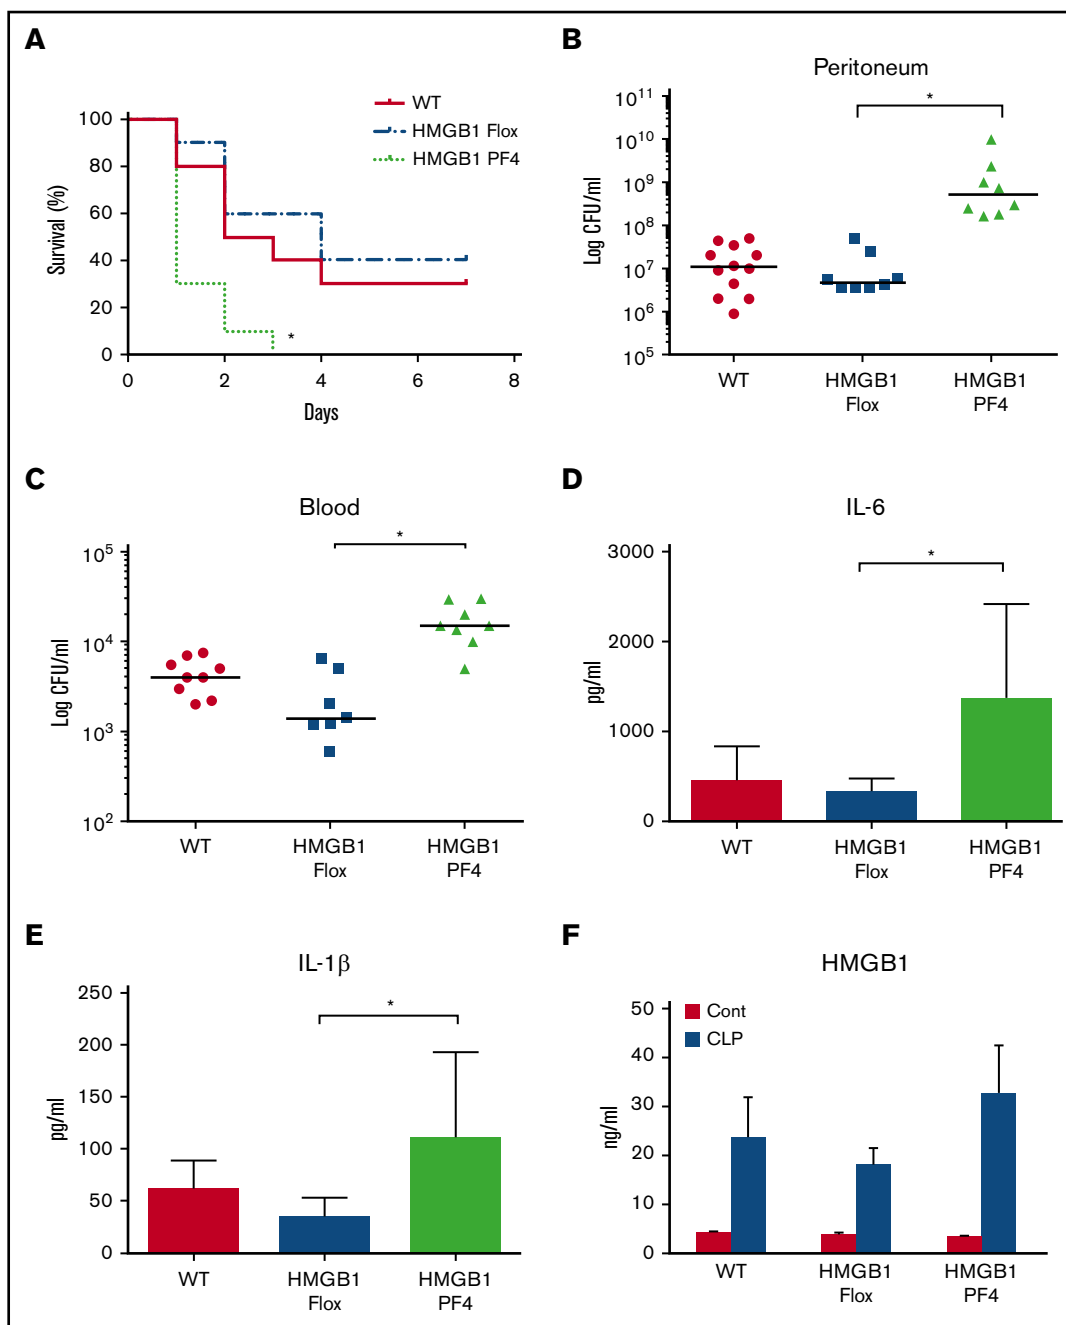 A
WT
HMGB1 Flox
HMGB1 PF4
Survival (%)
100
80
60
40
20
0
*
0 2 4 6 8
Days
B
Peritoneum
*
Log CFU/ml
10^11
10^10
10^9
10^8
10^7
10^6
10^5
WT HMGB1 Flox HMGB1 PF4
C
Blood
*
Log CFU/ml
10^5
10^4
10^3
10^2
WT HMGB1 Flox HMGB1 PF4
D
IL-6
*
pg/ml
3000
2000
1000
0
WT HMGB1 Flox HMGB1 PF4
E
IL-1β
*
pg/ml
250
200
150
100
50
0
WT HMGB1 Flox HMGB1 PF4
F
HMGB1
Cont
CLP
ng/ml
50
40
30
20
10
0
WT HMGB1 Flox HMGB1 PF4